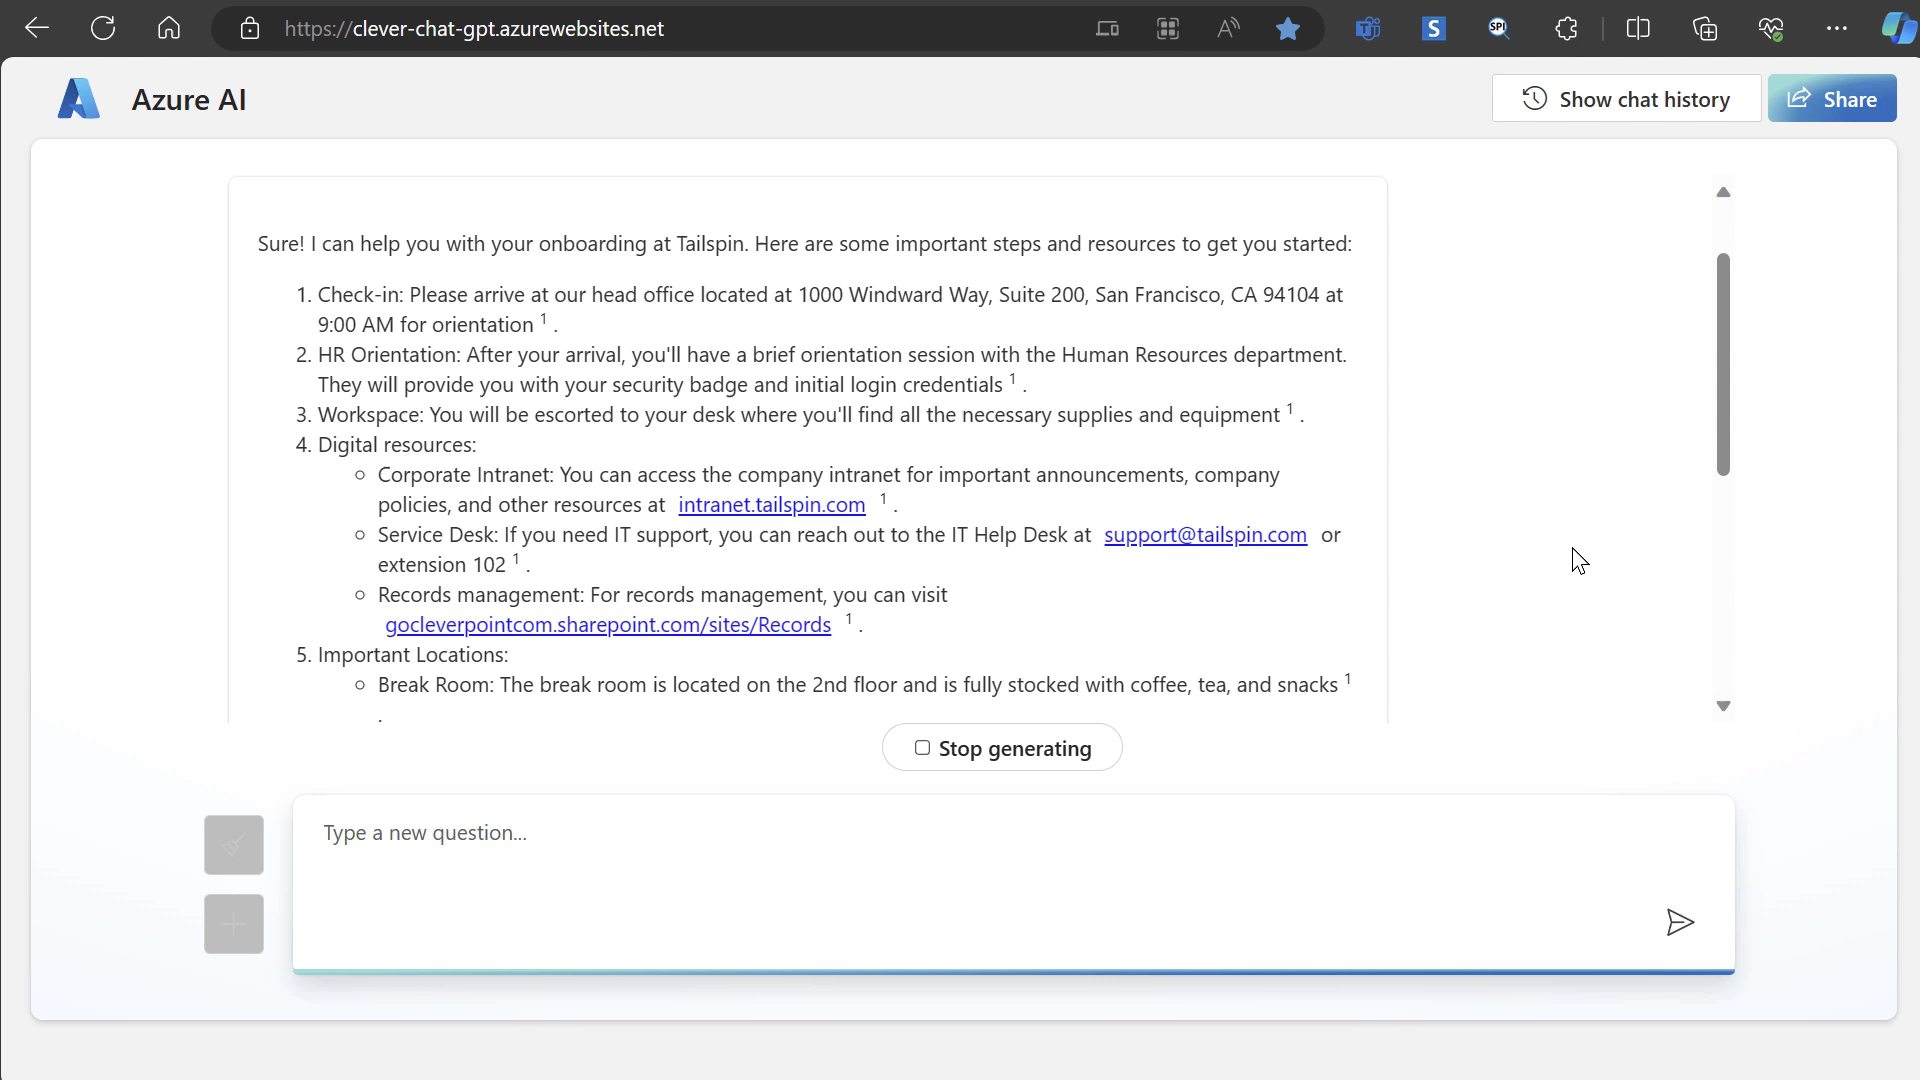 https://clever-chat-gpt.azurewebsites.net
Azure AI
Show chat history
Share
Sure! I can help you with your onboarding at Tailspin. Here are some important steps and resources to get you started:
1. Check-in: Please arrive at our head office located at 1000 Windward Way, Suite 200, San Francisco, CA 94104 at
9:00 AM for orientation 1 .
2. HR Orientation: After your arrival, you'll have a brief orientation session with the Human Resources department.
They will provide you with your security badge and initial login credentials 1 .
3. Workspace: You will be escorted to your desk where you'll find all the necessary supplies and equipment 1 .
4. Digital resources:
Corporate Intranet: You can access the company intranet for important announcements, company
policies, and other resources at intranet.tailspin.com 1 .
Service Desk: If you need IT support, you can reach out to the IT Help Desk at support@tailspin.com or
extension 102 1 .
Records management: For records management, you can visit
gocleverpointcom.sharepoint.com/sites/Records 1 .
5. Important Locations:
Break Room: The break room is located on the 2nd floor and is fully stocked with coffee, tea, and snacks 1
.
Stop generating
Type a new question...